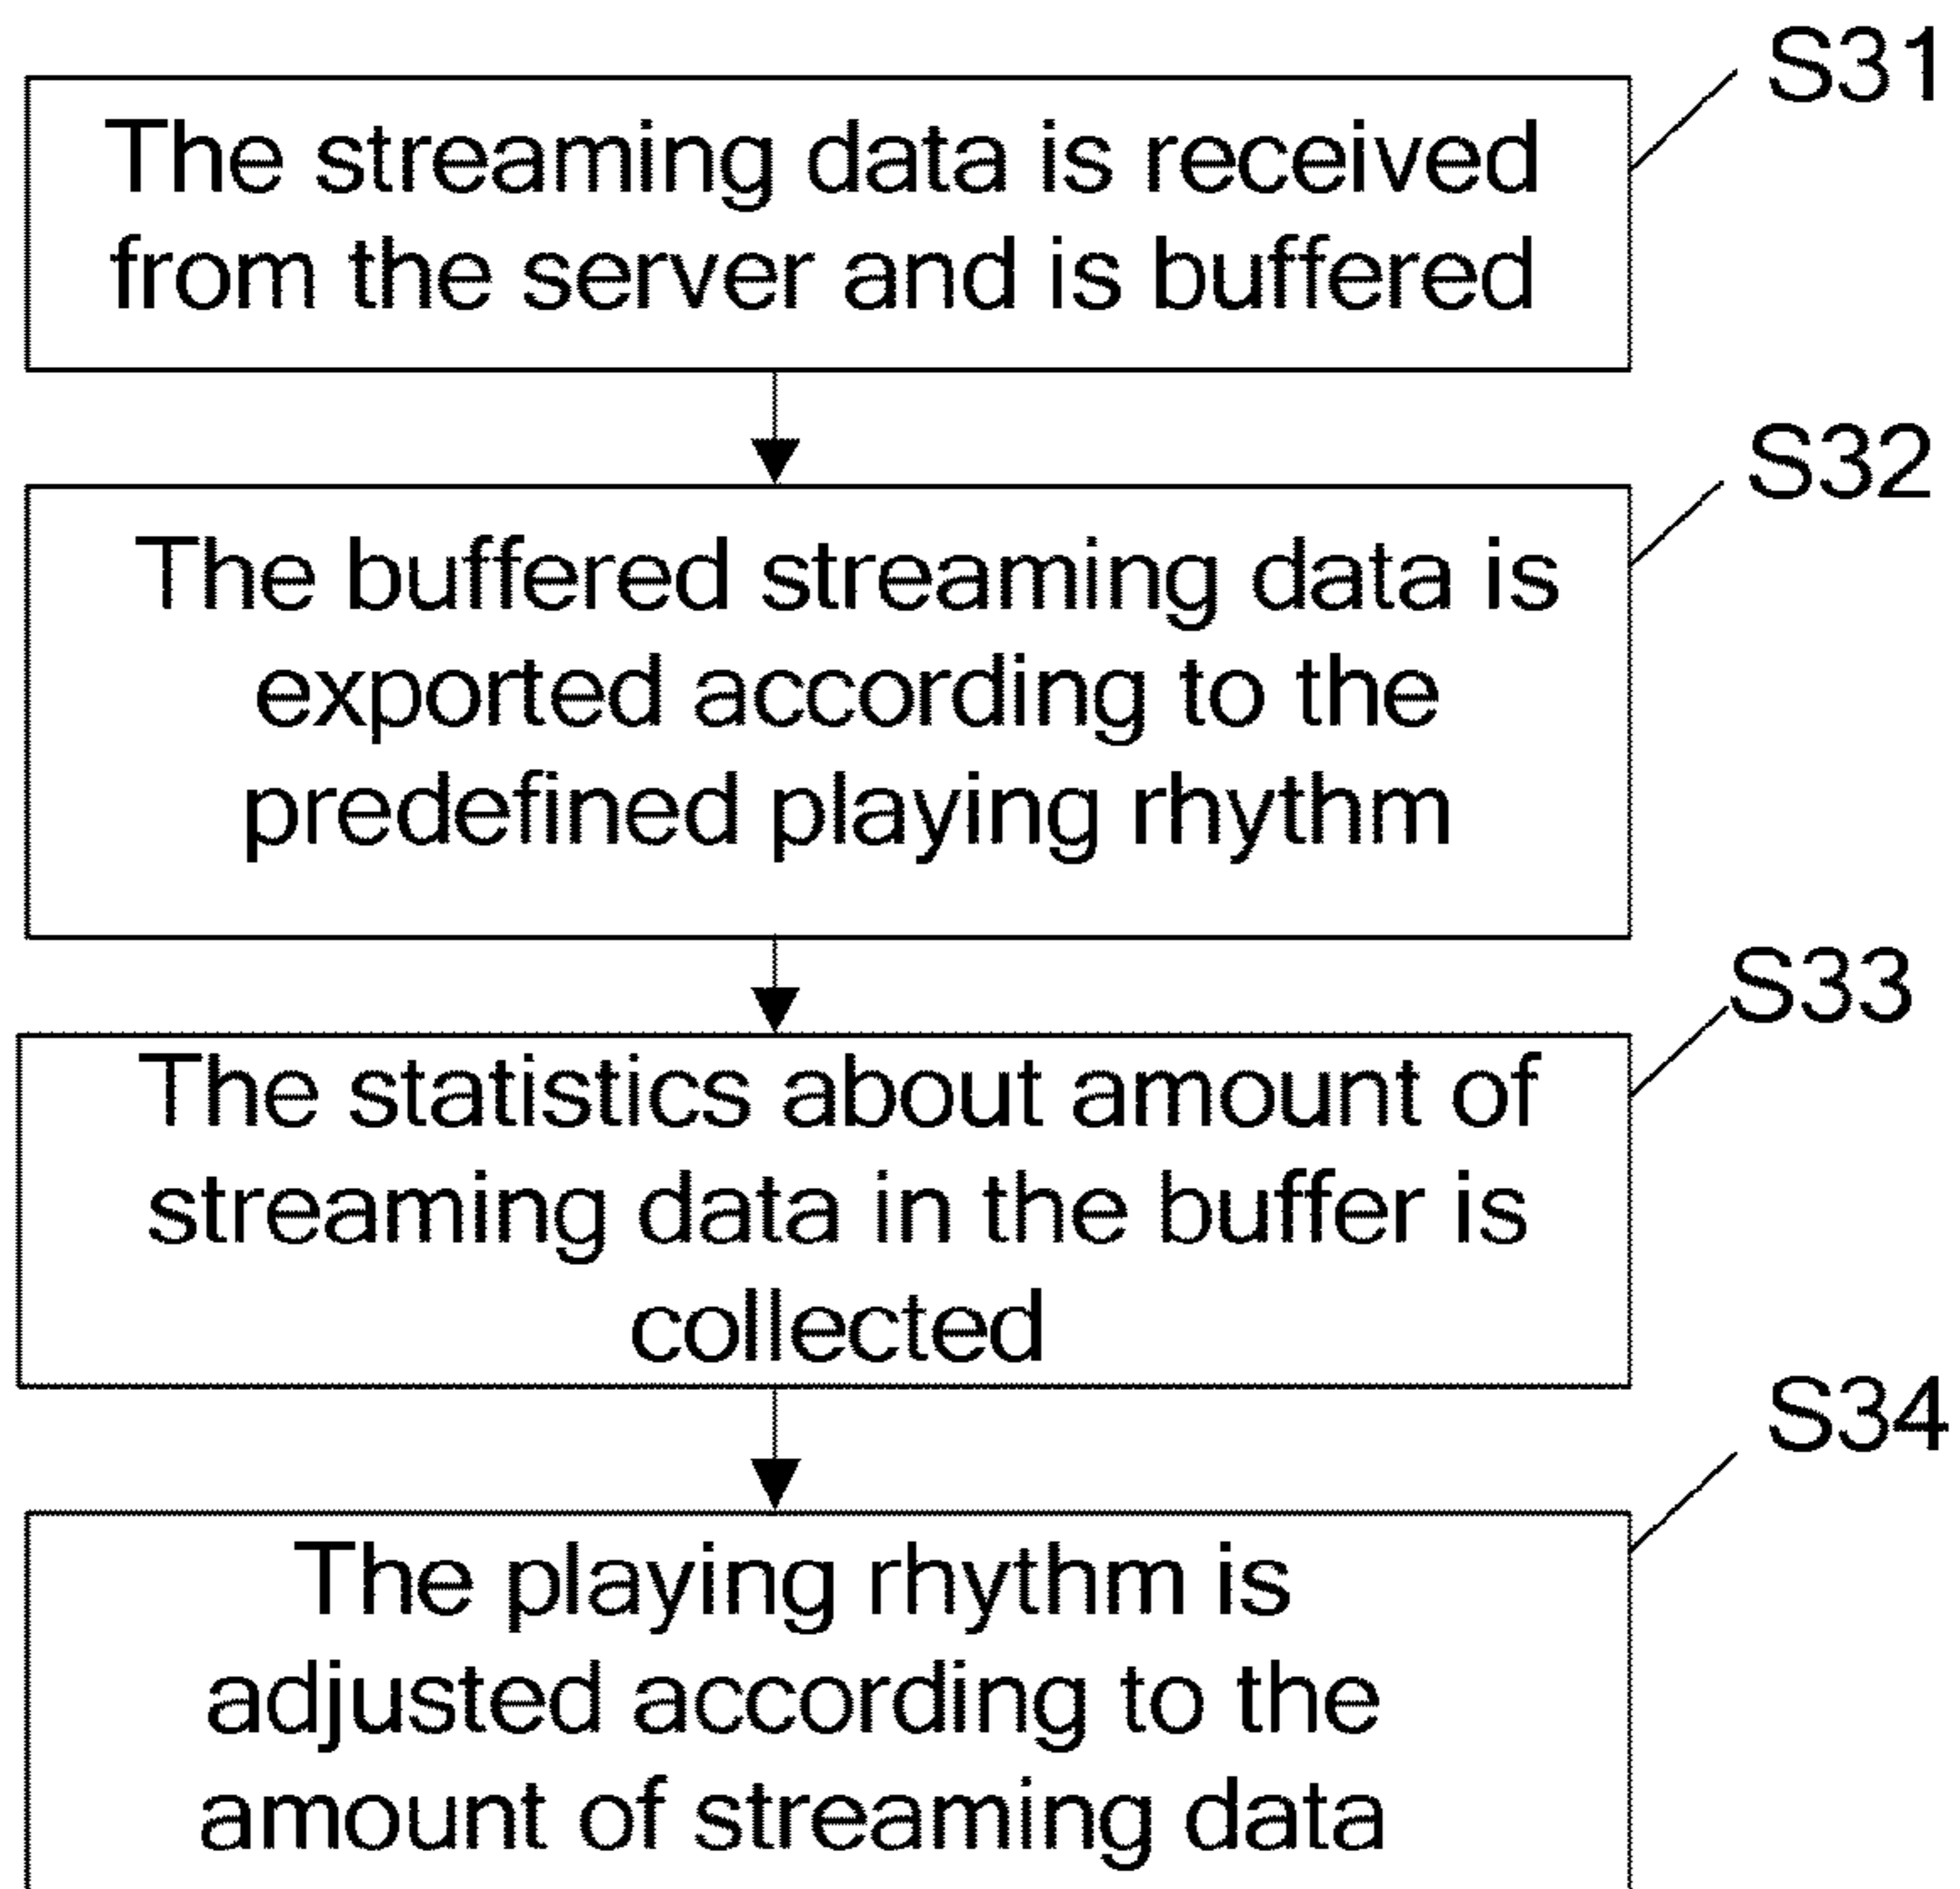 S31
The streaming data is received
from the server and is buffered
S32
The buffered streaming data is
exported according to the
predefined playing rhythm
S33
The statistics about amount of
streaming data in the buffer is
collected
S34
The playing rhythm is
adjusted according to the
amount of streaming data